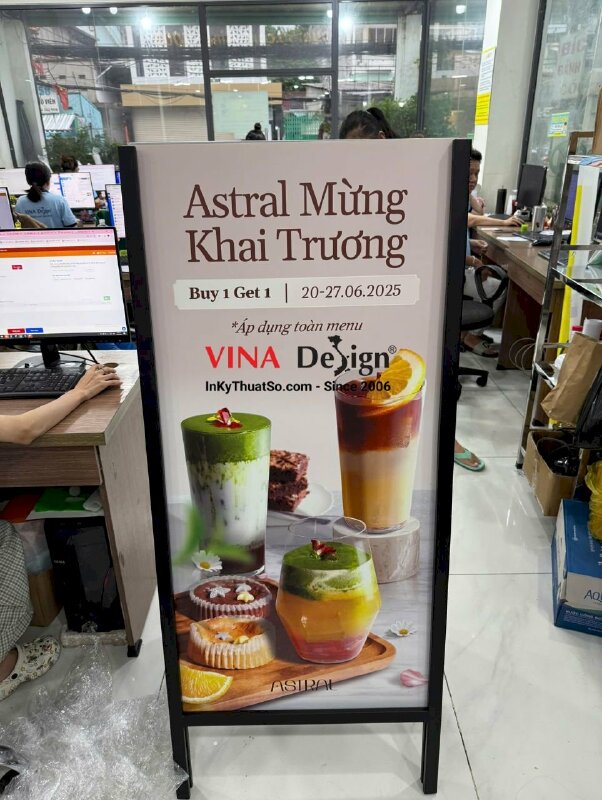 Astral Mừng
Khai Trương
Buy 1 Get 1 | 20-27.06.2025
*Áp dụng toàn menu
VINA Design®
InKyThuatSo.com - Since 2006
ASTRAL